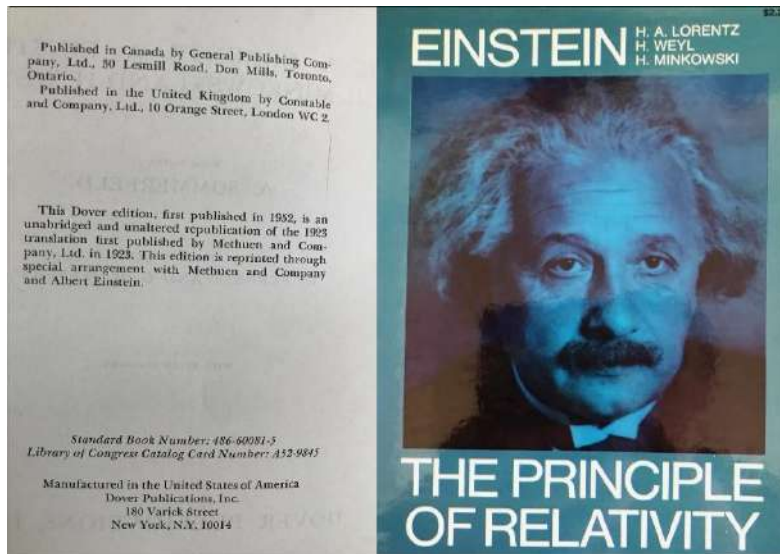 Published in Canada by General Publishing Com-
pany, Ltd., 30 Lesmill Road, Don Mills, Toronto,
Ontario.
Published in the United Kingdom by Constable
and Company, Ltd., 10 Orange Street, London WC 2.
This Dover edition, first published in 1952, is an
unabridged and unaltered republication of the 1923
translation first published by Methuen and Com-
pany, Ltd. in 1923. This edition is reprinted through
special arrangement with Methuen and Company
and Albert Einstein.
Standard Book Number: 486-60081-5
Library of Congress Catalog Card Number: A52-9845
Manufactured in the United States of America
Dover Publications, Inc.
180 Varick Street
New York, N.Y. 10014
EINSTEIN
H. A. LORENTZ
H. WEYL
H. MINKOWSKI
THE PRINCIPLE
OF RELATIVITY